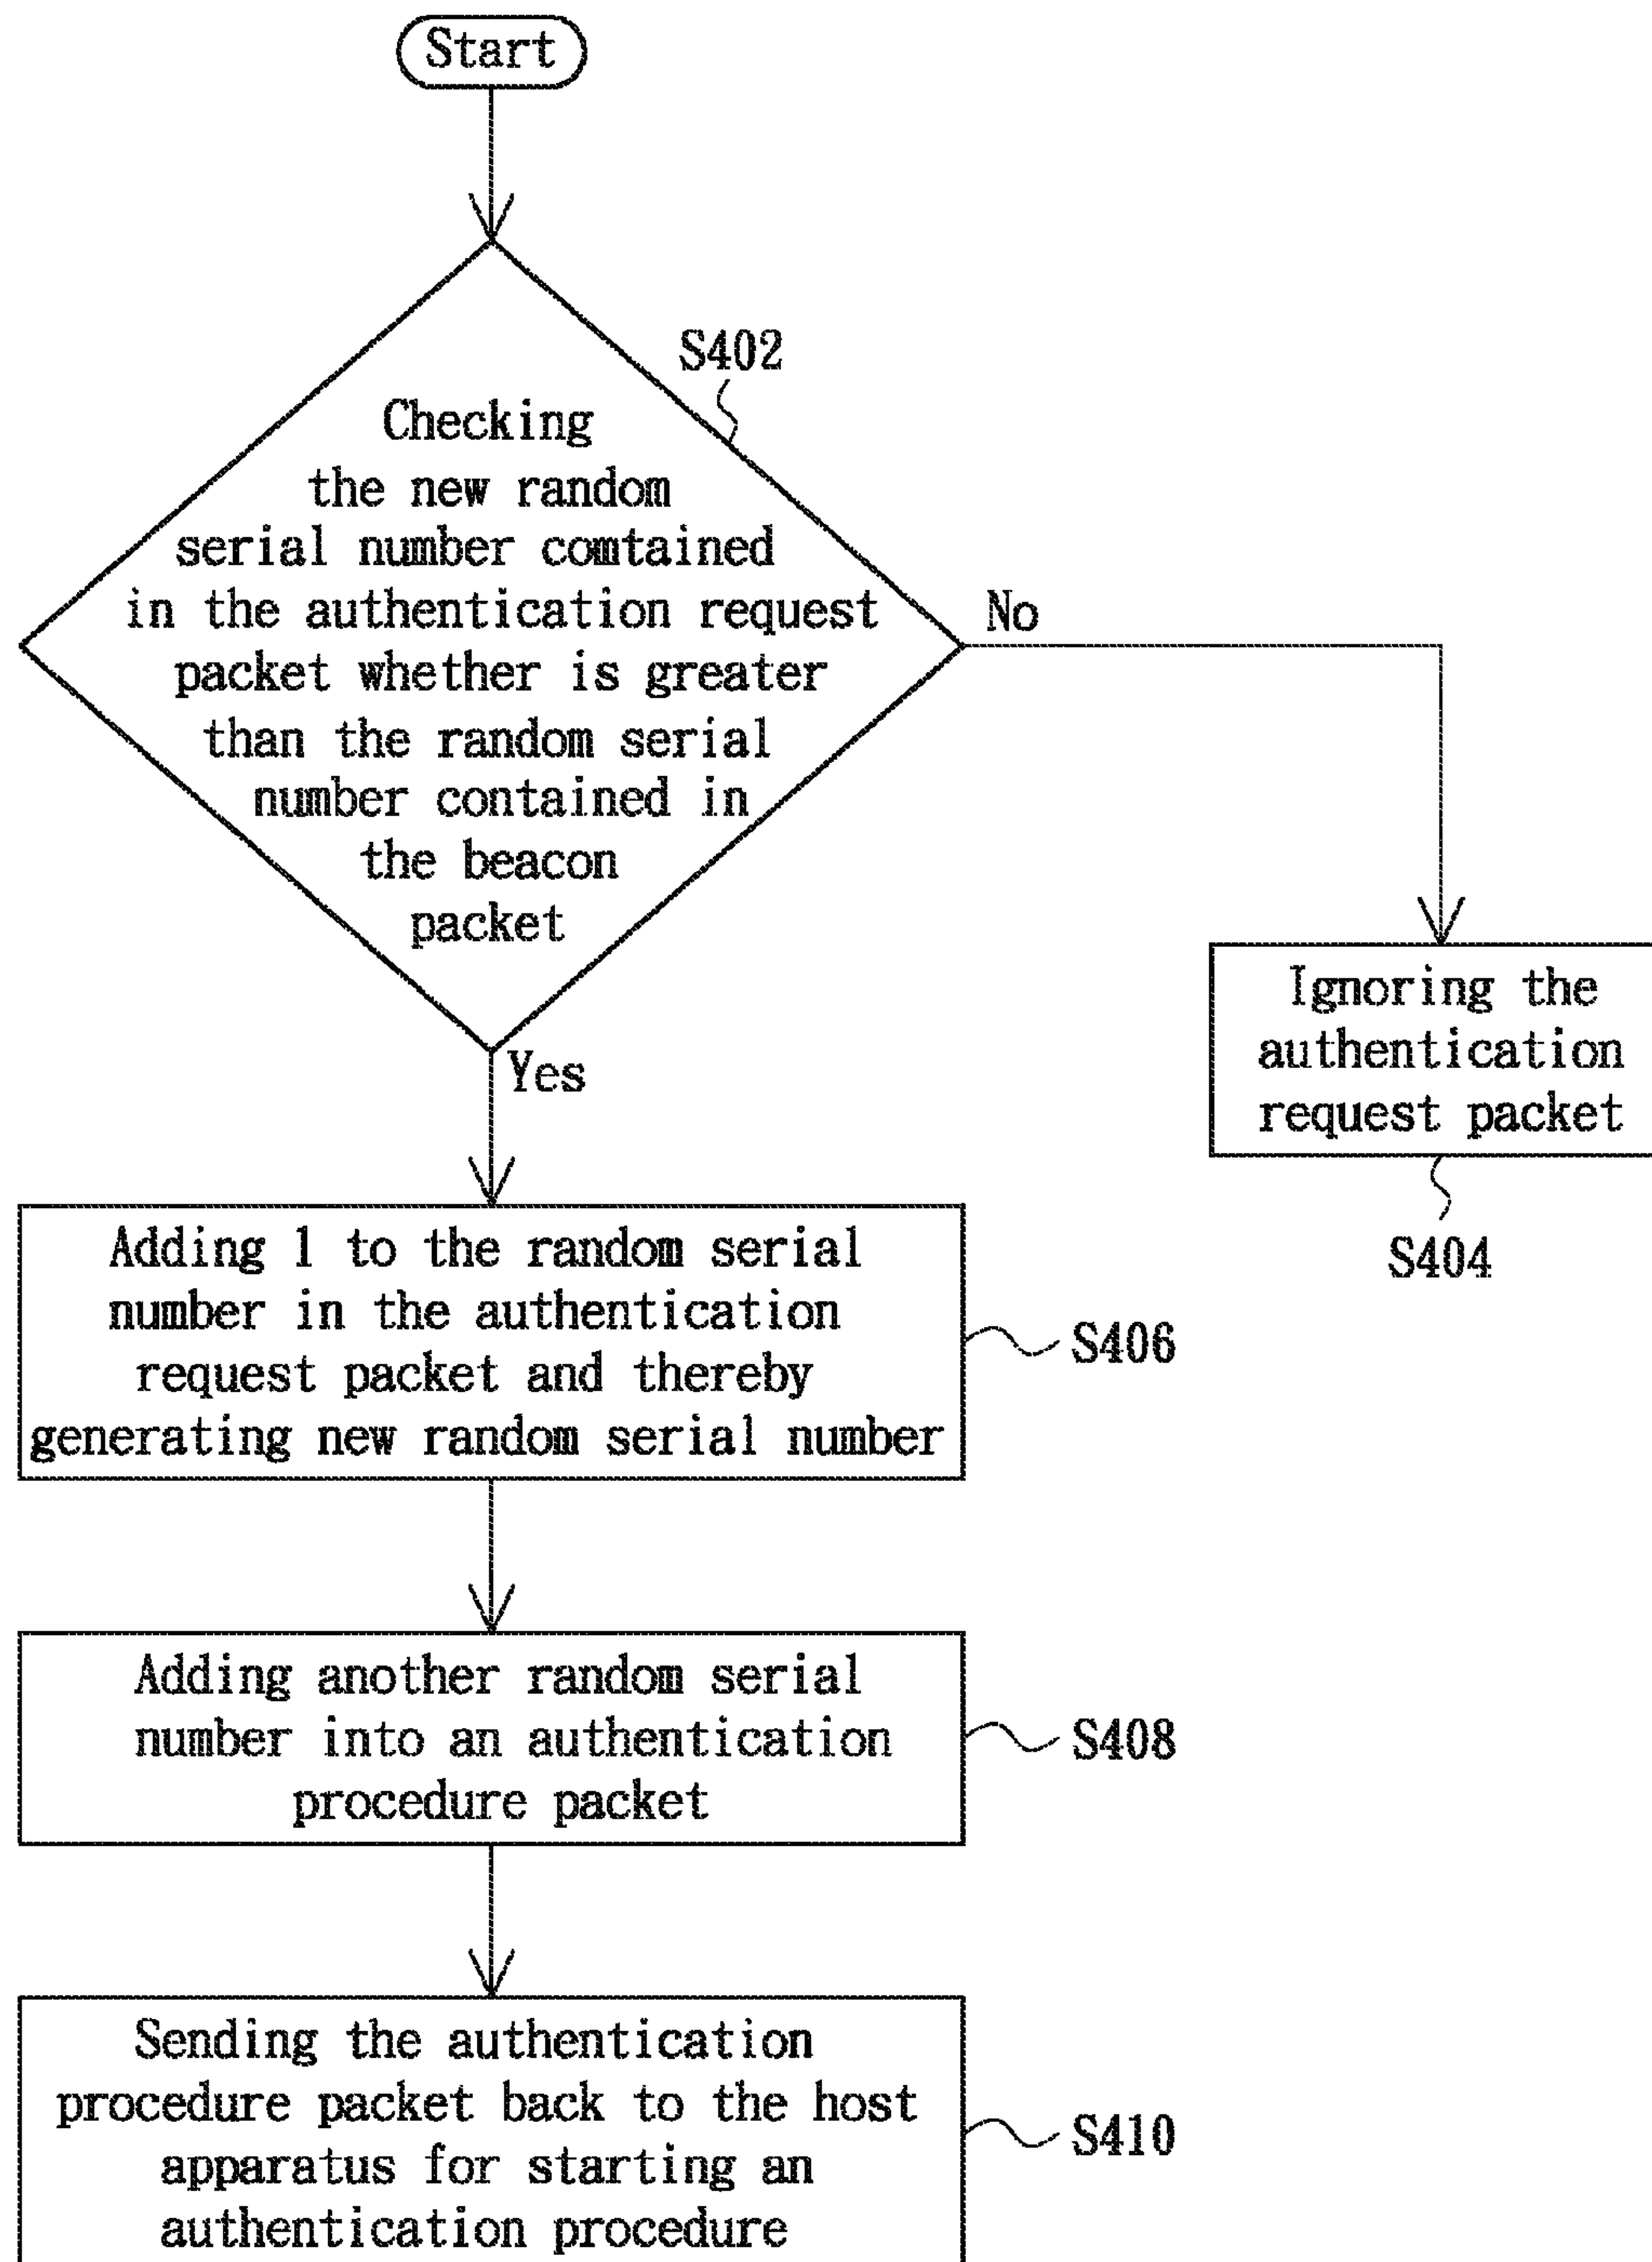 Start
S402
Checking
the new random
serial number comtained
in the authentication request
packet whether is greater
than the random serial
number contained in
the beacon
packet
No
Yes
Ignoring the
authentication
request packet
S404
Adding 1 to the random serial
number in the authentication
request packet and thereby
generating new random serial number
S406
Adding another random serial
number into an authentication
procedure packet
S408
Sending the authentication
procedure packet back to the host
apparatus for starting an
authentication procedure
S410